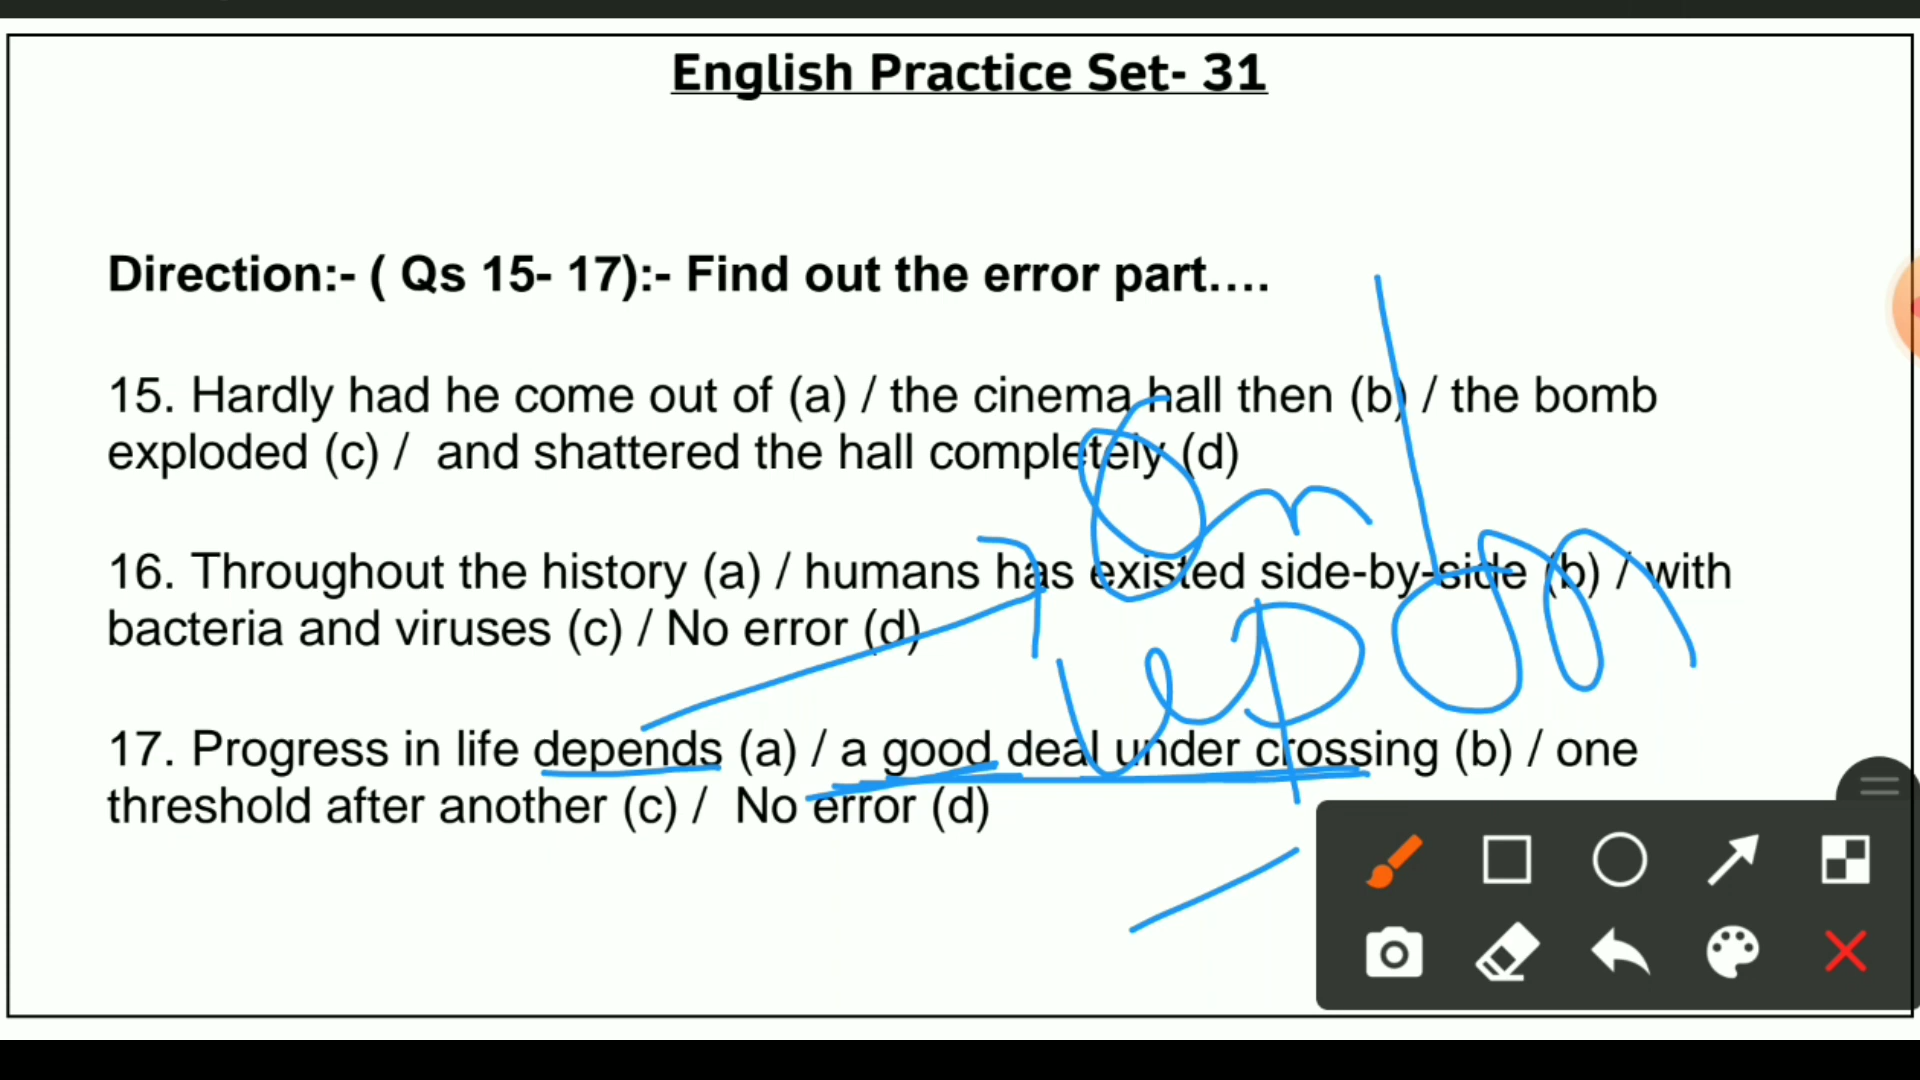 English Practice Set- 31
Direction:- ( Qs 15- 17):- Find out the error part....
15. Hardly had he come out of (a) / the cinema hall then (b) / the bomb
exploded (c) / and shattered the hall completely (d)
on
16. Throughout the history (a) / humans has existed side-by-side (b) / with
bacteria and viruses (c) / No error (d)
upon
17. Progress in life depends (a) / a good deal under crossing (b) / one
threshold after another (c) / No error (d)